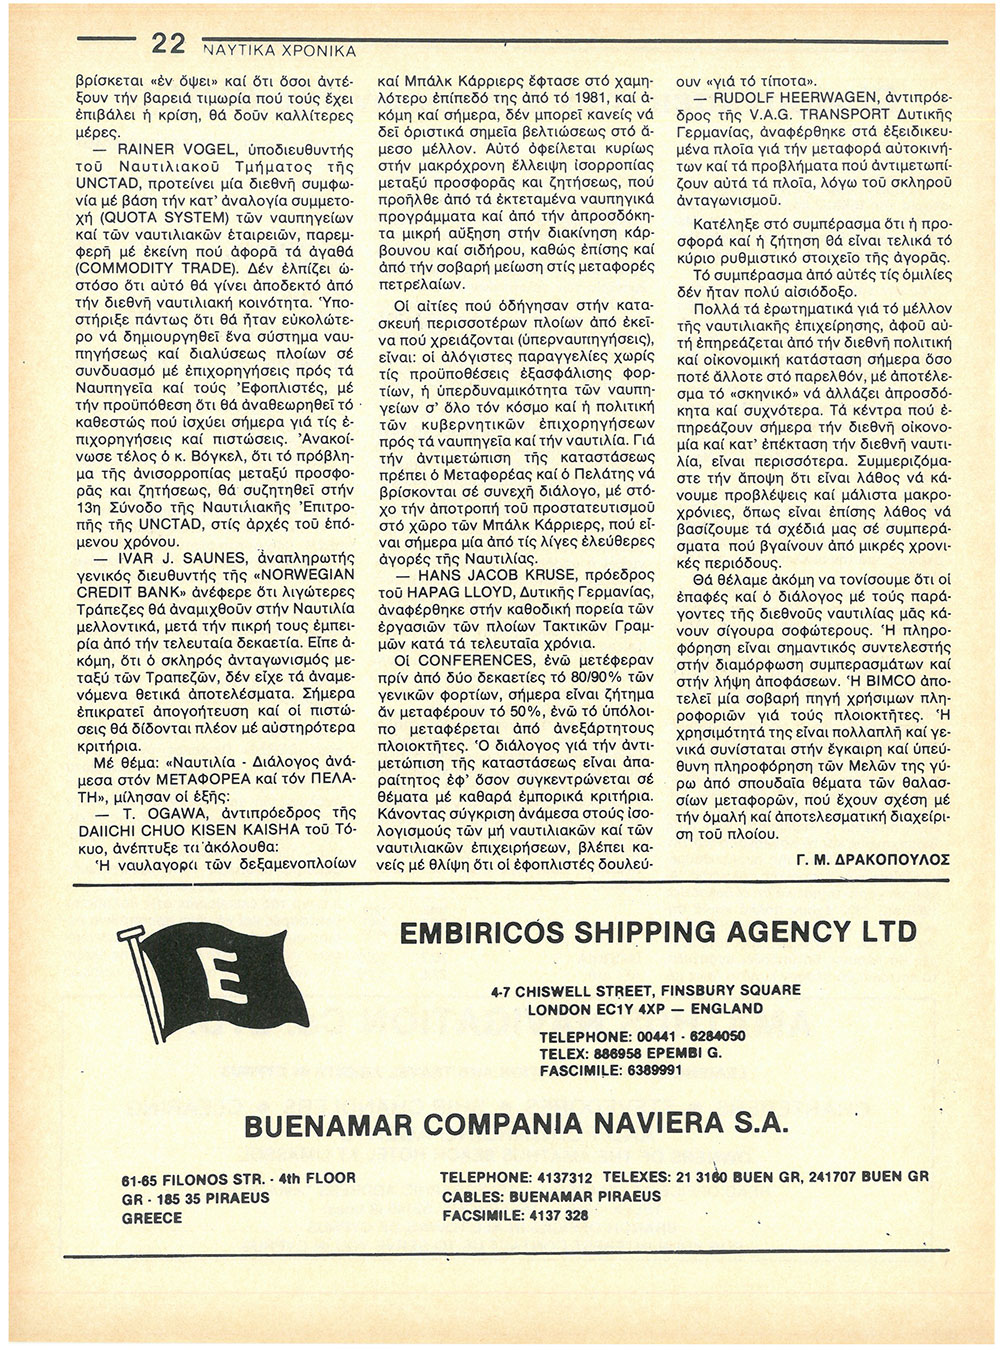 22 ΝΑΥΤΙΚΑ ΧΡΟΝΙΚΑ
βρίσκεται «ἐν ὄψει» καί ὅτι ὅσοι ἀντέ-
ξουν τήν βαρειά τιμωρία πού τούς ἔχει
ἐπιβάλει ἡ κρίση, θά δοῦν καλλίτερες
μέρες.
— RAINER VOGEL, ὑποδιευθυντής
τοῦ Ναυτιλιακοῦ Τμήματος τῆς
UNCTAD, προτείνει μία διεθνῆ συμφω-
νία μέ βάση τήν κατ' ἀναλογία συμμετο-
χή (QUOTA SYSTEM) τῶν ναυπηγείων
καί τῶν ναυτιλιακῶν ἑταιρειῶν, παρεμ-
φερῆ μέ ἐκείνη πού ἀφορᾶ τά ἀγαθά
(COMMODITY TRADE). Δέν ἐλπίζει ὡ-
στόσο ὅτι αὐτό θά γίνει ἀποδεκτό ἀπό
τήν διεθνῆ ναυτιλιακή κοινότητα. Ὑπο-
στήριξε πάντως ὅτι θά ἦταν εὐκολώτε-
ρο νά δημιουργηθεῖ ἕνα σύστημα ναυ-
πηγήσεως καί διαλύσεως πλοίων σέ
συνδυασμό μέ ἐπιχορηγήσεις πρός τά
Ναυπηγεῖα καί τούς Ἐφοπλιστές, μέ
τήν προϋπόθεση ὅτι θά ἀναθεωρηθεῖ τό
καθεστώς πού ἰσχύει σήμερα γιά τίς ἐ-
πιχορηγήσεις καί πιστώσεις. Ἀνακοί-
νωσε τέλος ὁ κ. Βόγκελ, ὅτι τό πρόβλη-
μα τῆς ἀνισορροπίας μεταξύ προσφο-
ρᾶς και ζητήσεως, θά συζητηθεῖ στήν
13η Σύνοδο τῆς Ναυτιλιακῆς Ἐπιτρο-
πῆς τῆς UNCTAD, στίς ἀρχές τοῦ ἑπό-
μενου χρόνου.
— IVAR J. SAUNES, ἀναπληρωτής
γενικός διευθυντής τῆς «NORWEGIAN
CREDIT BANK» ἀνέφερε ὅτι λιγώτερες
Τράπεζες θά ἀναμιχθοῦν στήν Ναυτιλία
μελλοντικά, μετά τήν πικρή τους ἐμπει-
ρία ἀπό τήν τελευταία δεκαετία. Εἶπε ἀ-
κόμη, ὅτι ὁ σκληρός ἀνταγωνισμός με-
ταξύ τῶν Τραπεζῶν, δέν εἶχε τά ἀναμε-
νόμενα θετικά ἀποτελέσματα. Σήμερα
ἐπικρατεῖ ἀπογοήτευση καί οἱ πιστώ-
σεις θά δίδονται πλέον μέ αὐστηρότερα
κριτήρια.
Μέ θέμα: «Ναυτιλία - Διάλογος ἀνά-
μεσα στόν ΜΕΤΑΦΟΡΕΑ καί τόν ΠΕΛΑ-
ΤΗ», μίλησαν οἱ ἑξῆς:
— T. OGAWA, ἀντιπρόεδρος τῆς
DAIICHI CHUO KISEN KAISHA τοῦ Τό-
κυο, ἀνέπτυξε τα ἀκόλουθα:
Ἡ ναυλαγορα τῶν δεξαμενοπλοίων
καί Μπάλκ Κάρριερς ἔφτασε στό χαμη-
λότερο ἐπίπεδό της ἀπό τό 1981, καί ἀ-
κόμη καί σήμερα, δέν μπορεῖ κανείς νά
δεῖ ὁριστικά σημεῖα βελτιώσεως στό ἄ-
μεσο μέλλον. Αὐτό ὀφείλεται κυρίως
στήν μακρόχρονη ἔλλειψη ἰσορροπίας
μεταξύ προσφορᾶς και ζητήσεως, πού
προῆλθε ἀπό τά ἐκτεταμένα ναυπηγικά
προγράμματα καί ἀπό τήν ἀπροσδόκη-
τα μικρή αὔξηση στήν διακίνηση κάρ-
βουνου καί σιδήρου, καθώς ἐπίσης καί
ἀπό τήν σοβαρή μείωση στίς μεταφορές
πετρελαίων.
Οἱ αἰτίες πού ὁδήγησαν στήν κατα-
σκευή περισσοτέρων πλοίων ἀπό ἐκεῖ-
να πού χρειάζονται (ὑπερναυπηγήσεις),
εἶναι: οἱ ἀλόγιστες παραγγελίες χωρίς
τίς προϋποθέσεις ἐξασφάλισης φορ-
τίων, ἡ ὑπερδυναμικότητα τῶν ναυπη-
γείων σ' ὅλο τόν κόσμο καί ἡ πολιτική
τῶν κυβερνητικῶν ἐπιχορηγήσεων
πρός τά ναυπηγεῖα καί τήν ναυτιλία. Γιά
τήν ἀντιμετώπιση τῆς καταστάσεως
πρέπει ὁ Μεταφορέας καί ὁ Πελάτης νά
βρίσκονται σέ συνεχῆ διάλογο, μέ στό-
χο τήν ἀποτροπή τοῦ προστατευτισμοῦ
στό χῶρο τῶν Μπάλκ Κάρριερς, πού εἶ-
ναι σήμερα μία ἀπό τίς λίγες ἐλεύθερες
ἀγορές τῆς Ναυτιλίας.
— HANS JACOB KRUSE, πρόεδρος
τοῦ HAPAG LLOYD, Δυτικῆς Γερμανίας,
ἀναφέρθηκε στήν καθοδική πορεία τῶν
ἐργασιῶν τῶν πλοίων Τακτικῶν Γραμ-
μῶν κατά τά τελευταῖα χρόνια.
Οἱ CONFERENCES, ἐνῶ μετέφεραν
πρίν ἀπό δύο δεκαετίες τό 80/90% τῶν
γενικῶν φορτίων, σήμερα εἶναι ζήτημα
ἄν μεταφέρουν τό 50%, ἐνῶ τό ὑπόλοι-
πο μεταφέρεται ἀπό ἀνεξάρτητους
πλοιοκτῆτες. Ὁ διάλογος γιά τήν ἀντι-
μετώπιση τῆς καταστάσεως εἶναι ἀπα-
ραίτητος ἐφ' ὅσον συγκεντρώνεται σέ
θέματα μέ καθαρά ἐμπορικά κριτήρια.
Κάνοντας σύγκριση ἀνάμεσα στούς ἰσο-
λογισμούς τῶν μή ναυτιλιακῶν καί τῶν
ναυτιλιακῶν ἐπιχειρήσεων, βλέπει κα-
νείς μέ θλίψη ὅτι οἱ ἐφοπλιστές δουλεύ-
ουν «γιά τό τίποτα».
— RUDOLF HEERWAGEN, ἀντιπρόε-
δρος τῆς V.A.G. TRANSPORT Δυτικῆς
Γερμανίας, ἀναφέρθηκε στά ἐξειδικευ-
μένα πλοῖα γιά τήν μεταφορά αὐτοκινή-
των καί τά προβλήματα πού ἀντιμετωπί-
ζουν αὐτά τά πλοῖα, λόγω τοῦ σκληροῦ
ἀνταγωνισμοῦ.
Κατέληξε στό συμπέρασμα ὅτι ἡ προ-
σφορά καί ἡ ζήτηση θά εἶναι τελικά τό
κύριο ρυθμιστικό στοιχεῖο τῆς ἀγορᾶς.
Τό συμπέρασμα ἀπό αὐτές τίς ὁμιλίες
δέν ἦταν πολύ αἰσιόδοξο.
Πολλά τά ἐρωτηματικά γιά τό μέλλον
τῆς ναυτιλιακῆς ἐπιχείρησης, ἀφοῦ αὐ-
τή ἐπηρεάζεται ἀπό τήν διεθνῆ πολιτική
καί οἰκονομική κατάσταση σήμερα ὅσο
ποτέ ἄλλοτε στό παρελθόν, μέ ἀποτέλε-
σμα τό «σκηνικό» νά ἀλλάζει ἀπροσδό-
κητα καί συχνότερα. Τά κέντρα πού ἐ-
πηρεάζουν σήμερα τήν διεθνῆ οἰκονο-
μία καί κατ' ἐπέκταση τήν διεθνῆ ναυτι-
λία, εἶναι περισσότερα. Συμμεριζόμα-
στε τήν ἄποψη ὅτι εἶναι λάθος νά κά-
νουμε προβλέψεις καί μάλιστα μακρο-
χρόνιες, ὅπως εἶναι ἐπίσης λάθος νά
βασίζουμε τά σχέδιά μας σέ συμπερά-
σματα πού βγαίνουν ἀπό μικρές χρονι-
κές περιόδους.
Θά θέλαμε ἀκόμη να τονίσουμε ὅτι οἱ
ἐπαφές καί ὁ διάλογος μέ τούς παρά-
γοντες τῆς διεθνοῦς ναυτιλίας μᾶς κά-
νουν σίγουρα σοφώτερους. Ἡ πληρο-
φόρηση εἶναι σημαντικός συντελεστής
στήν διαμόρφωση συμπερασμάτων καί
στήν λήψη ἀποφάσεων. Ἡ BIMCO ἀπο-
τελεῖ μία σοβαρή πηγή χρήσιμων πλη-
ροφοριῶν γιά τούς πλοιοκτῆτες. Ἡ
χρησιμότητά της εἶναι πολλαπλῆ καί γε-
νικά συνίσταται στήν ἔγκαιρη καί ὑπεύ-
θυνη πληροφόρηση τῶν Μελῶν της γύ-
ρω ἀπό σπουδαῖα θέματα τῶν θαλασ-
σίων μεταφορῶν, πού ἔχουν σχέση μέ
τήν ὁμαλή καί ἀποτελεσματική διαχείρι-
ση τοῦ πλοίου.
Γ. Μ. ΔΡΑΚΟΠΟΥΛΟΣ
E
EMBIRICOS SHIPPING AGENCY LTD
4-7 CHISWELL STREET, FINSBURY SQUARE
LONDON EC1Y 4XP — ENGLAND
TELEPHONE: 00441 - 6284050
TELEX: 886958 EPEMBI G.
FASCIMILE: 6389991
BUENAMAR COMPANIA NAVIERA S.A.
61-65 FILONOS STR. - 4th FLOOR
GR - 185 35 PIRAEUS
GREECE
TELEPHONE: 4137312 TELEXES: 21 3160 BUEN GR, 241707 BUEN GR
CABLES: BUENAMAR PIRAEUS
FACSIMILE: 4137 328